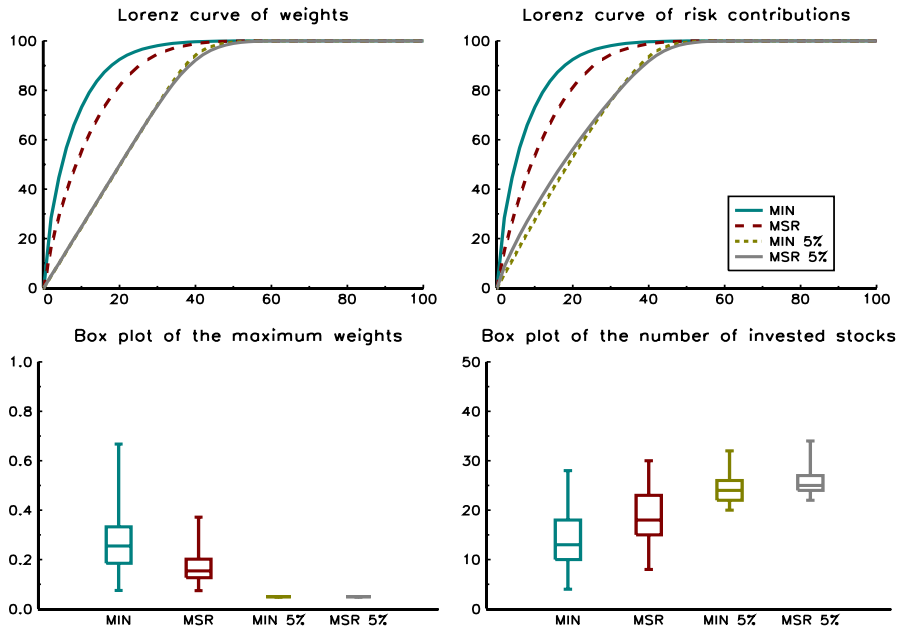 Lorenz curve of weights
100
80
60
40
20
0
0 20 40 60 80 100
Lorenz curve of risk contributions
100
80
60
40
20
0
0 20 40 60 80 100
MIN
MSR
MIN 5%
MSR 5%
Box plot of the maximum weights
1.0
0.8
0.6
0.4
0.2
0.0
MIN MSR MIN 5% MSR 5%
Box plot of the number of invested stocks
50
40
30
20
10
0
MIN MSR MIN 5% MSR 5%